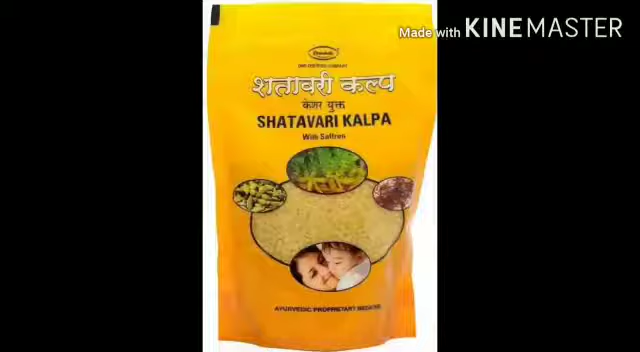 Made with KINEMASTER
शतावरी कल्प
केशर युक्त
SHATAVARI KALPA
With Saffron
AYURVEDIC PROPRIETARY MEDICINE